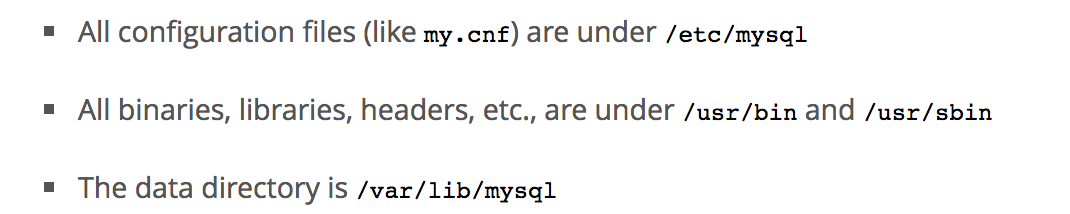 All configuration files (like my.cnf) are under /etc/mysql
All binaries, libraries, headers, etc., are under /usr/bin and /usr/sbin
The data directory is /var/lib/mysql